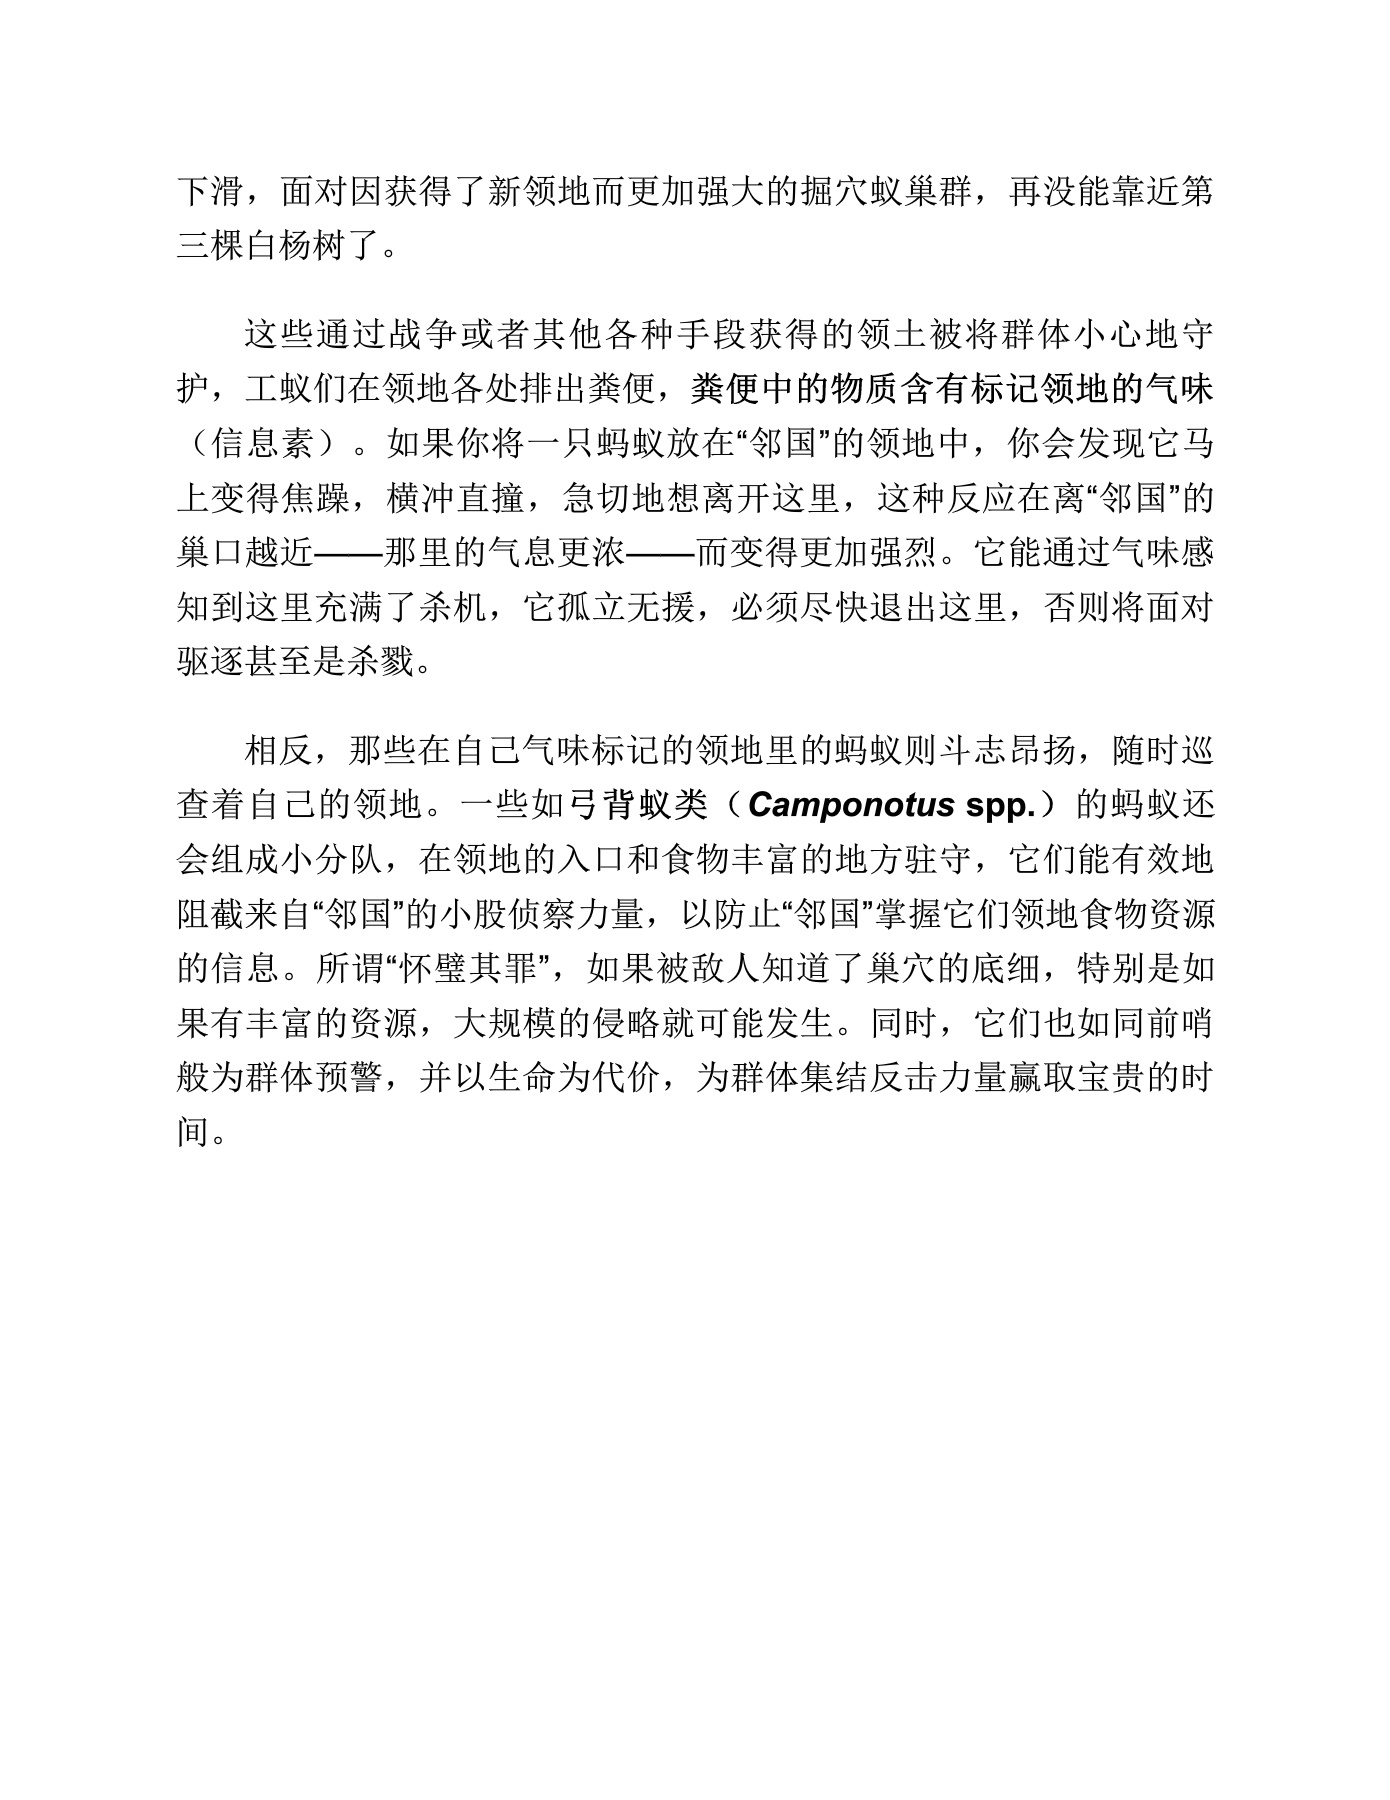 下滑，面对因获得了新领地而更加强大的掘穴蚁巢群，再没能靠近第
三棵白杨树了。
这些通过战争或者其他各种手段获得的领土被将群体小心地守
护，工蚁们在领地各处排出粪便，粪便中的物质含有标记领地的气味
（信息素）。如果你将一只蚂蚁放在“邻国”的领地中，你会发现它马
上变得焦躁，横冲直撞，急切地想离开这里，这种反应在离“邻国”的
巢口越近——那里的气息更浓——而变得更加强烈。它能通过气味感
知到这里充满了杀机，它孤立无援，必须尽快退出这里，否则将面对
驱逐甚至是杀戮。
相反，那些在自己气味标记的领地里的蚂蚁则斗志昂扬，随时巡
查着自己的领地。一些如弓背蚁类（Camponotus spp.）的蚂蚁还
会组成小分队，在领地的入口和食物丰富的地方驻守，它们能有效地
阻截来自“邻国”的小股侦察力量，以防止“邻国”掌握它们领地食物资源
的信息。所谓“怀璧其罪”，如果被敌人知道了巢穴的底细，特别是如
果有丰富的资源，大规模的侵略就可能发生。同时，它们也如同前哨
般为群体预警，并以生命为代价，为群体集结反击力量赢取宝贵的时
间。